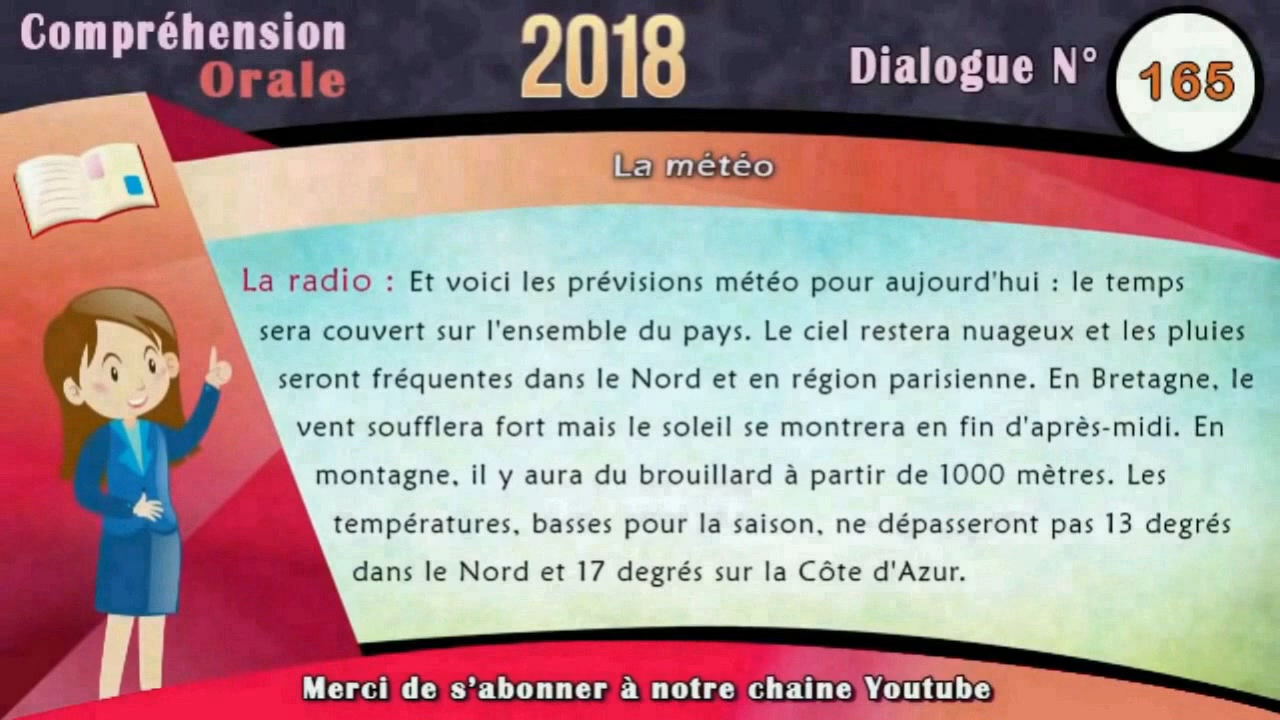 Compréhension
Orale
2018
Dialogue N°
165
La météo
La radio : Et voici les prévisions météo pour aujourd'hui : le temps
sera couvert sur l'ensemble du pays. Le ciel restera nuageux et les pluies
seront fréquentes dans le Nord et en région parisienne. En Bretagne, le
vent soufflera fort mais le soleil se montrera en fin d'après-midi. En
montagne, il y aura du brouillard à partir de 1000 mètres. Les
températures, basses pour la saison, ne dépasseront pas 13 degrés
dans le Nord et 17 degrés sur la Côte d'Azur.
Merci de s'abonner à notre chaine Youtube